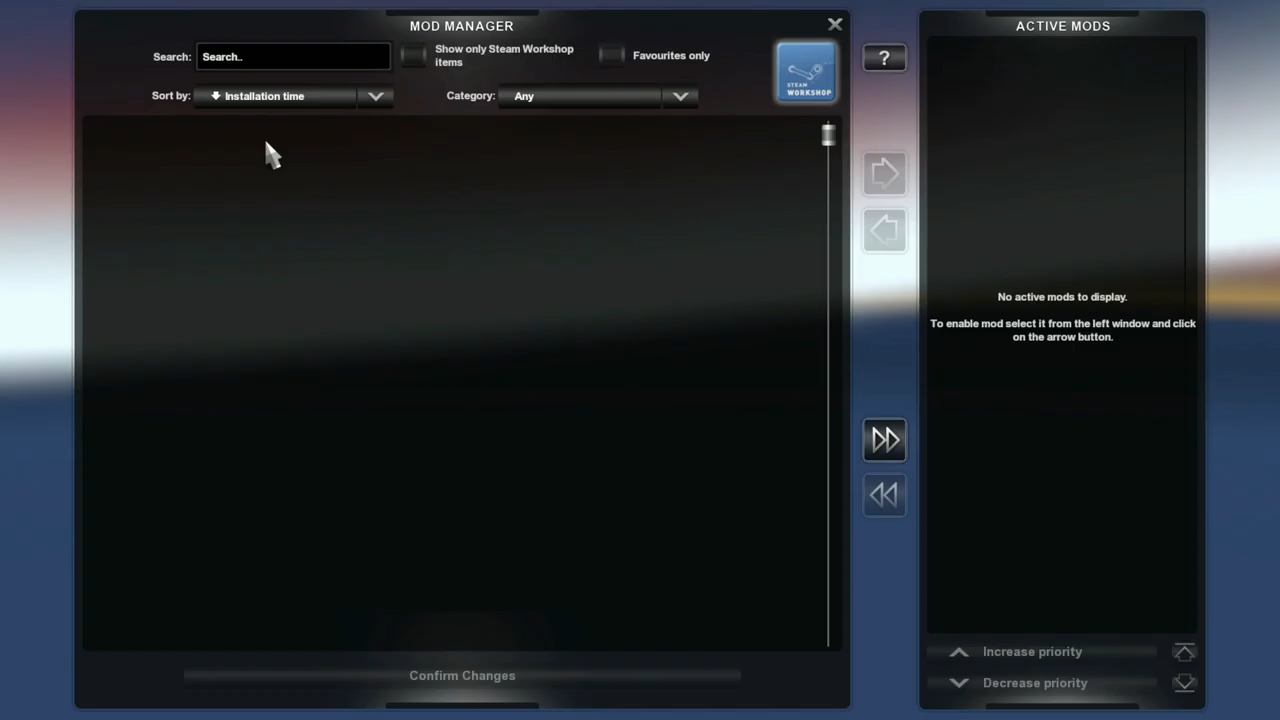 MOD MANAGER
Search:
Search..
Show only Steam Workshop
items
Favourites only
STEAM
WORKSHOP
Sort by:
Installation time
Category:
Any
Confirm Changes
?
ACTIVE MODS
No active mods to display.
To enable mod select it from the left window and click
on the arrow button.
Increase priority
Decrease priority